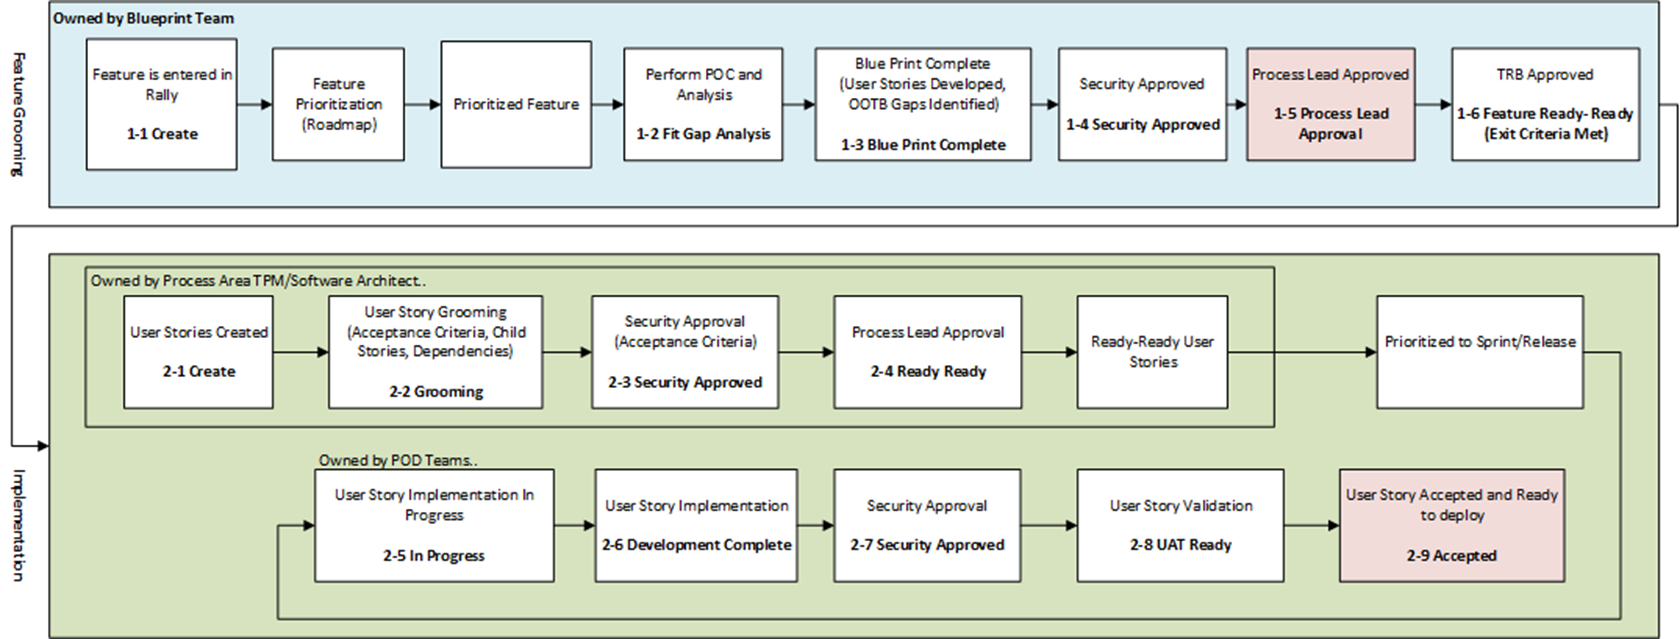 Owned by Blueprint Team
Feature Grooming
Feature is entered in
Rally
1-1 Create
Feature
Prioritization
(Roadmap)
Prioritized Feature
Perform POC and
Analysis
1-2 Fit Gap Analysis
Blue Print Complete
(User Stories Developed,
OOTB Gaps Identified)
1-3 Blue Print Complete
Security Approved
1-4 Security Approved
Process Lead Approved
1-5 Process Lead
Approval
TRB Approved
1-6 Feature Ready- Ready
(Exit Criteria Met)
Implementation
Owned by Process Area TPM/Software Architect..
User Stories Created
2-1 Create
User Story Grooming
(Acceptance Criteria, Child
Stories, Dependencies)
2-2 Grooming
Security Approval
(Acceptance Criteria)
2-3 Security Approved
Process Lead Approval
2-4 Ready Ready
Ready-Ready User
Stories
Prioritized to Sprint/Release
Owned by POD Teams..
User Story Implementation In
Progress
2-5 In Progress
User Story Implementation
2-6 Development Complete
Security Approval
2-7 Security Approved
User Story Validation
2-8 UAT Ready
User Story Accepted and Ready
to deploy
2-9 Accepted